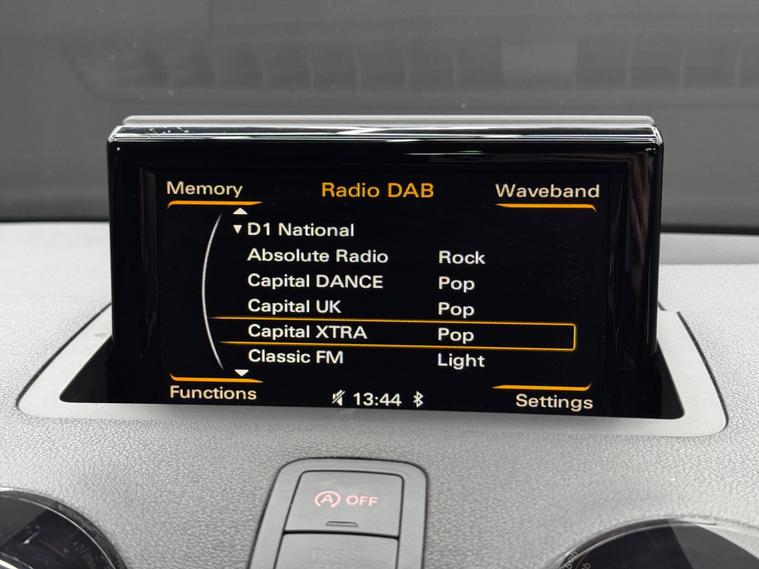 Memory Radio DAB Waveband
D1 National
Absolute Radio Rock
Capital DANCE Pop
Capital UK Pop
Capital XTRA Pop
Classic FM Light
Functions 13:44 Settings
A OFF